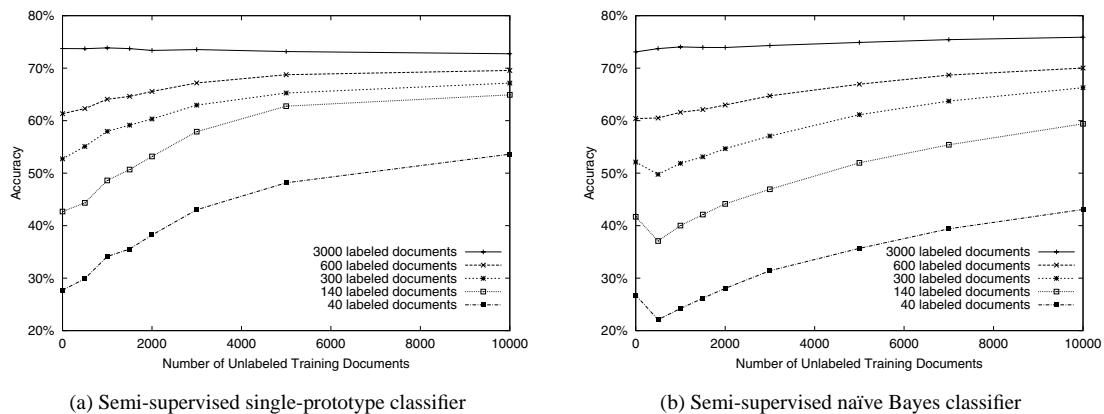 80%
70%
60%
50%
40%
30%
20%
Accuracy
3000 labeled documents
600 labeled documents
300 labeled documents
140 labeled documents
40 labeled documents
0 2000 4000 6000 8000 10000
Number of Unlabeled Training Documents
(a) Semi-supervised single-prototype classifier
80%
70%
60%
50%
40%
30%
20%
Accuracy
3000 labeled documents
600 labeled documents
300 labeled documents
140 labeled documents
40 labeled documents
0 2000 4000 6000 8000 10000
Number of Unlabeled Training Documents
(b) Semi-supervised naïve Bayes classifier